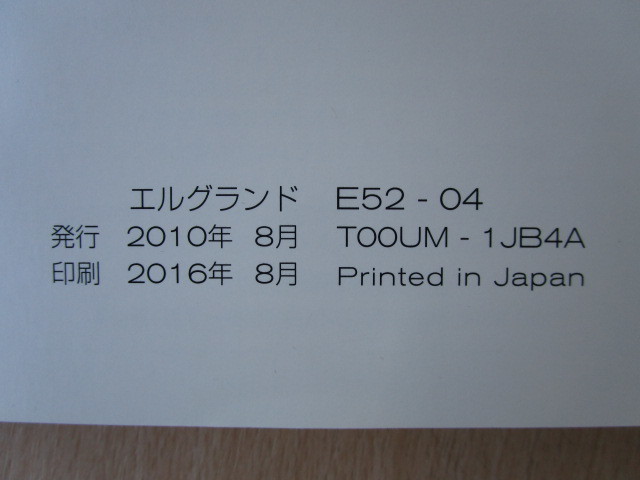 エルグランド E52 - 04
発行 2010年 8月 T00UM - 1JB4A
印刷 2016年 8月 Printed in Japan